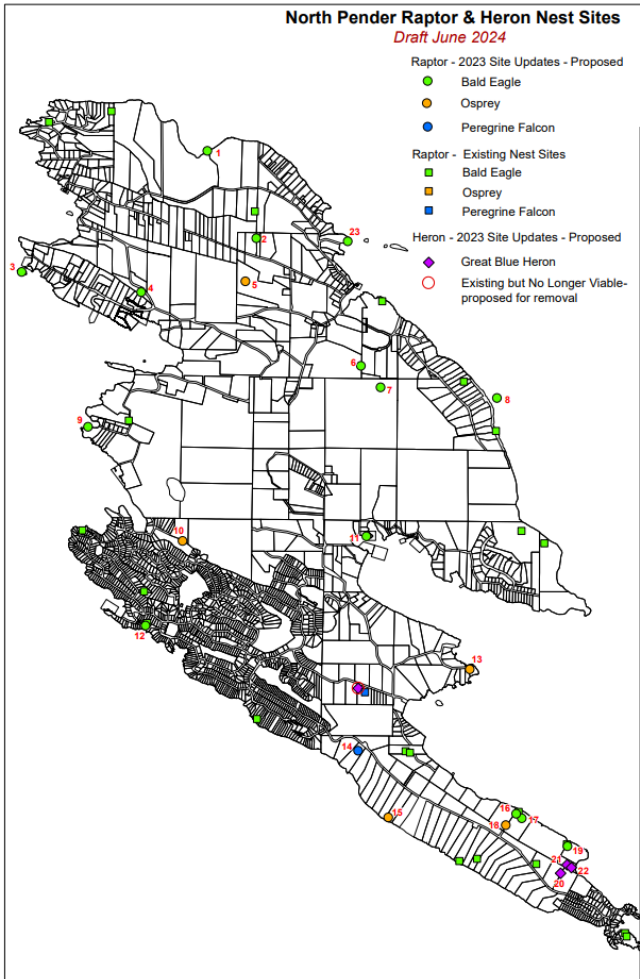 North Pender Raptor & Heron Nest Sites
Draft June 2024
Raptor - 2023 Site Updates - Proposed
Bald Eagle
Osprey
Peregrine Falcon
Raptor - Existing Nest Sites
Bald Eagle
Osprey
Peregrine Falcon
Heron - 2023 Site Updates - Proposed
Great Blue Heron
Existing but No Longer Viable-
proposed for removal
1
2
23
3
4
5
6
7
8
9
10
11
12
13
14
15
16
17
18
19
21
22
20